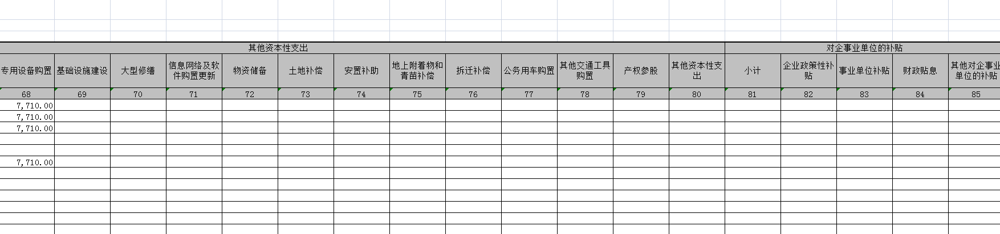 其他资本性支出
对企事业单位的补贴
专用设备购置
基础设施建设
大型修缮
信息网络及软
件购置更新
物资储备
土地补偿
安置补助
地上附着物和
青苗补偿
拆迁补偿
公务用车购置
其他交通工具
购置
产权参股
其他资本性支
出
小计
企业政策性补
贴
事业单位补贴
财政贴息
其他对企事业
单位的补贴
68
69
70
71
72
73
74
75
76
77
78
79
80
81
82
83
84
85
7,710.00
7,710.00
7,710.00
7,710.00